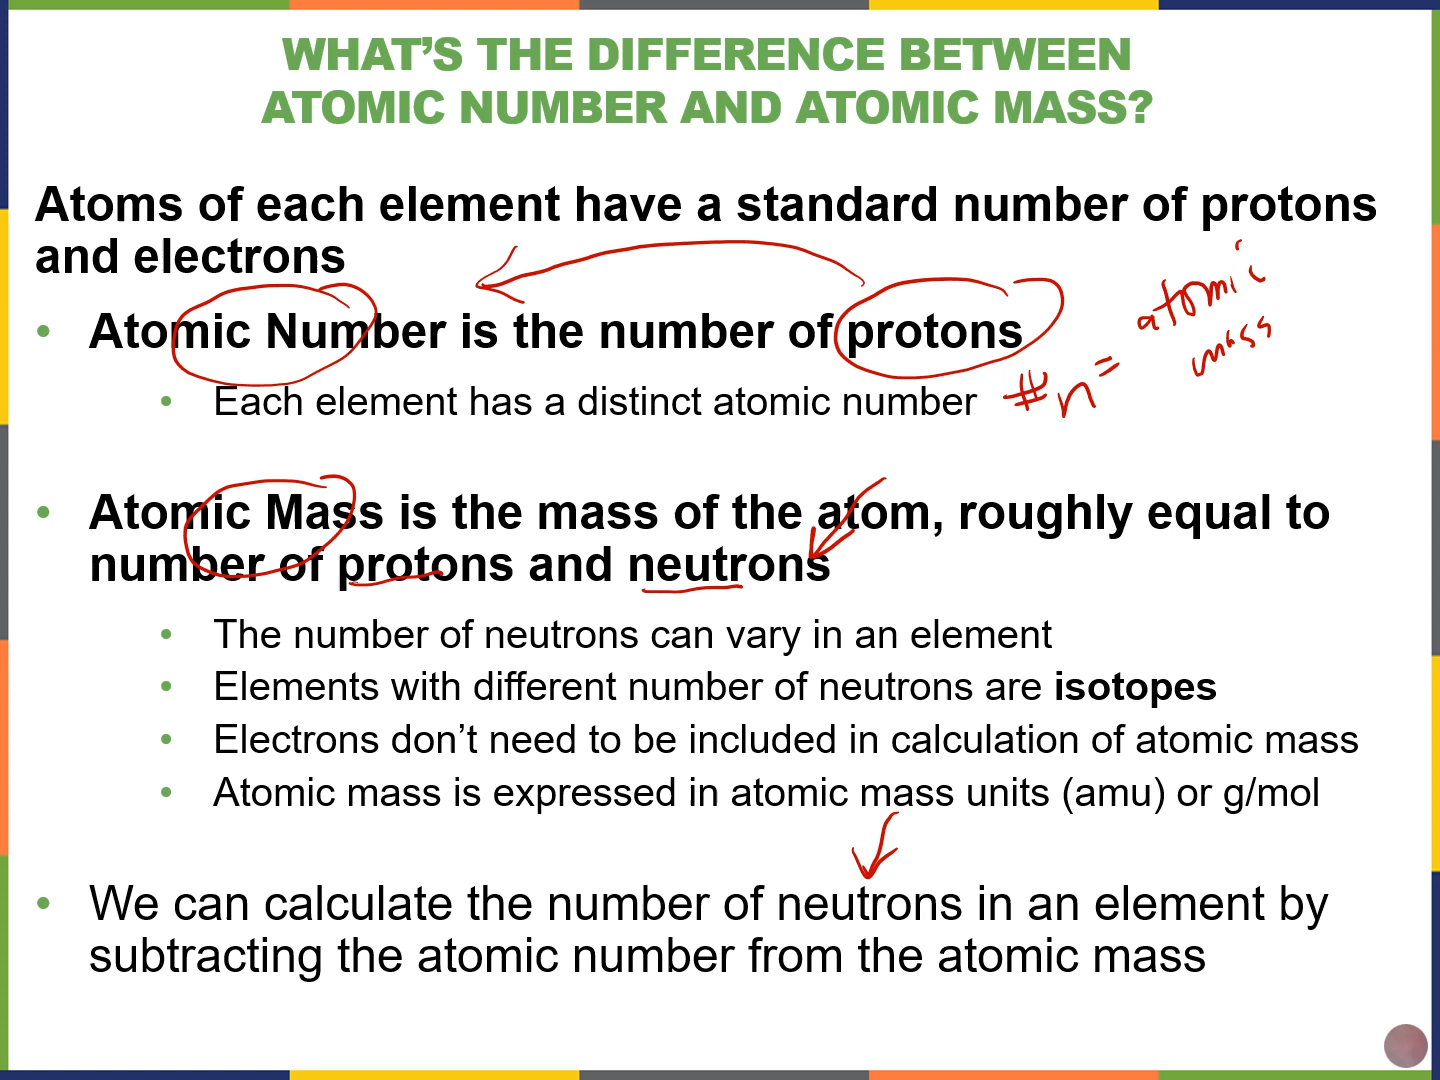 WHAT’S THE DIFFERENCE BETWEEN
ATOMIC NUMBER AND ATOMIC MASS?
Atoms of each element have a standard number of protons
and electrons
• Atomic Number is the number of protons
• Each element has a distinct atomic number
#n = atomic
mass
• Atomic Mass is the mass of the atom, roughly equal to
number of protons and neutrons
• The number of neutrons can vary in an element
• Elements with different number of neutrons are isotopes
• Electrons don’t need to be included in calculation of atomic mass
• Atomic mass is expressed in atomic mass units (amu) or g/mol
• We can calculate the number of neutrons in an element by
subtracting the atomic number from the atomic mass